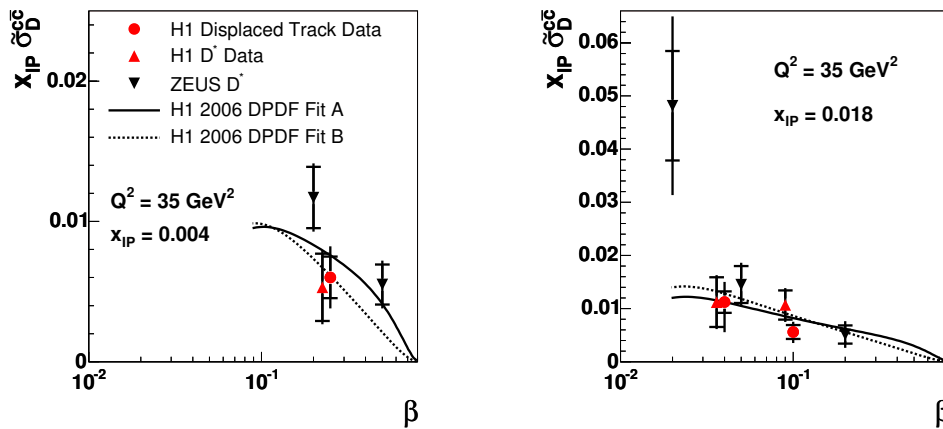 x_IP σ̃_D^cc̄
0.02
0.01
0
H1 Displaced Track Data
H1 D* Data
ZEUS D*
H1 2006 DPDF Fit A
H1 2006 DPDF Fit B
Q² = 35 GeV²
x_IP = 0.004
10⁻²
10⁻¹
β
x_IP σ̃_D^cc̄
0.06
0.05
0.04
0.03
0.02
0.01
0
Q² = 35 GeV²
x_IP = 0.018
10⁻²
10⁻¹
β